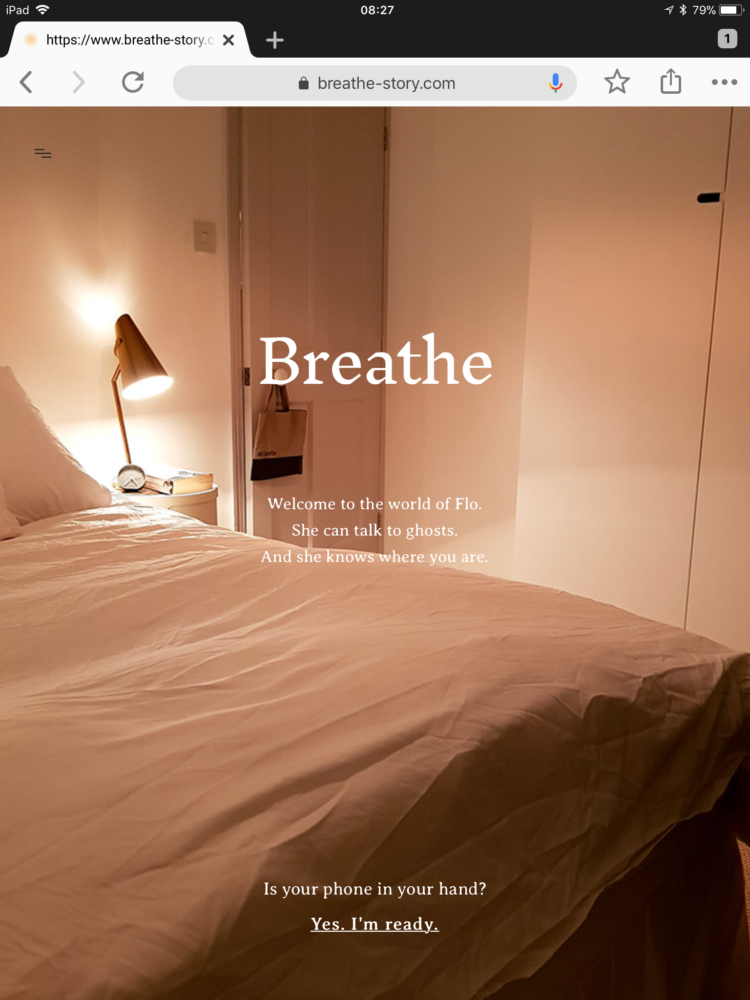 iPad
08:27
79%
https://www.breathe-story.c
1
breathe-story.com
Breathe
Welcome to the world of Flo.
She can talk to ghosts.
And she knows where you are.
Is your phone in your hand?
Yes. I'm ready.